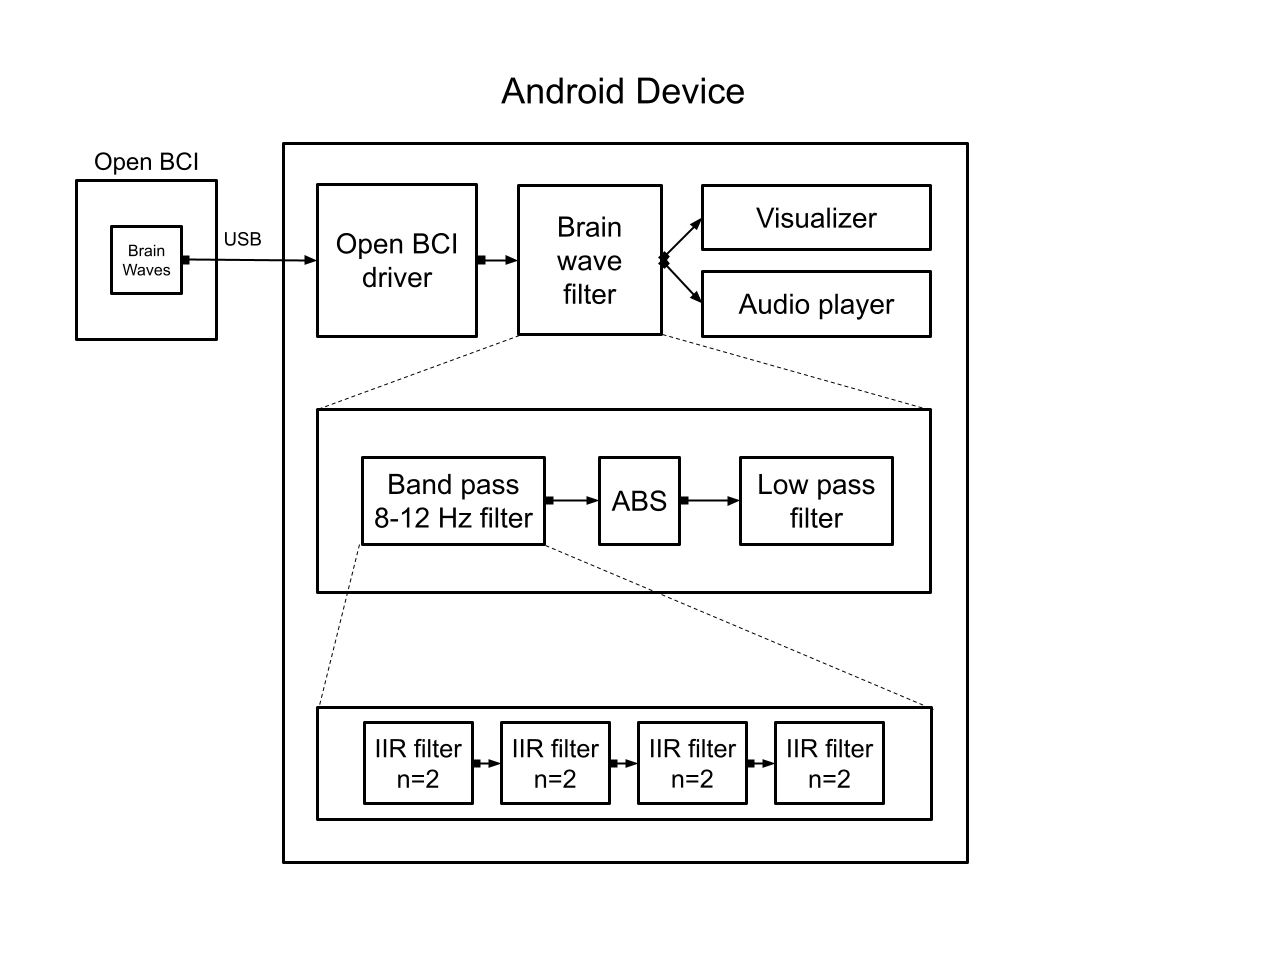 Android Device
Open BCI
Brain
Waves
USB
Open BCI
driver
Brain
wave
filter
Visualizer
Audio player
Band pass
8-12 Hz filter
ABS
Low pass
filter
IIR filter
n=2
IIR filter
n=2
IIR filter
n=2
IIR filter
n=2